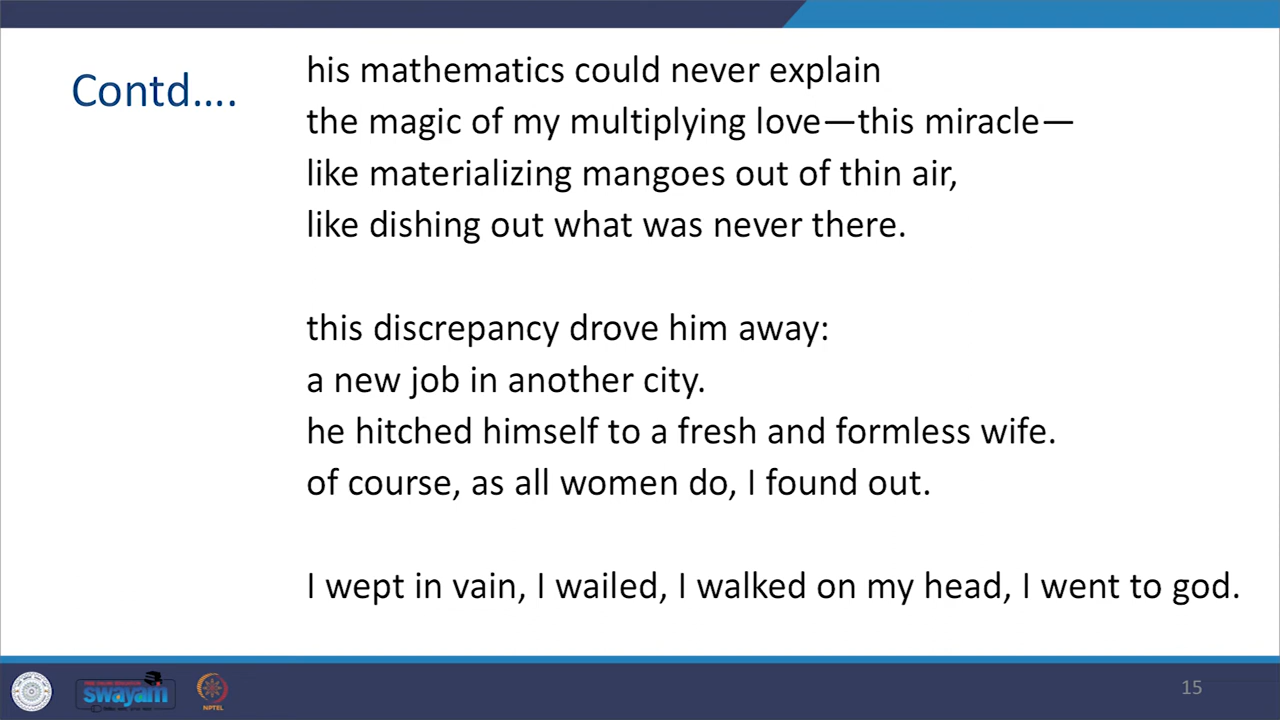 Contd....
his mathematics could never explain
the magic of my multiplying love—this miracle—
like materializing mangoes out of thin air,
like dishing out what was never there.
this discrepancy drove him away:
a new job in another city.
he hitched himself to a fresh and formless wife.
of course, as all women do, I found out.
I wept in vain, I wailed, I walked on my head, I went to god.
swayam
NPTEL
15